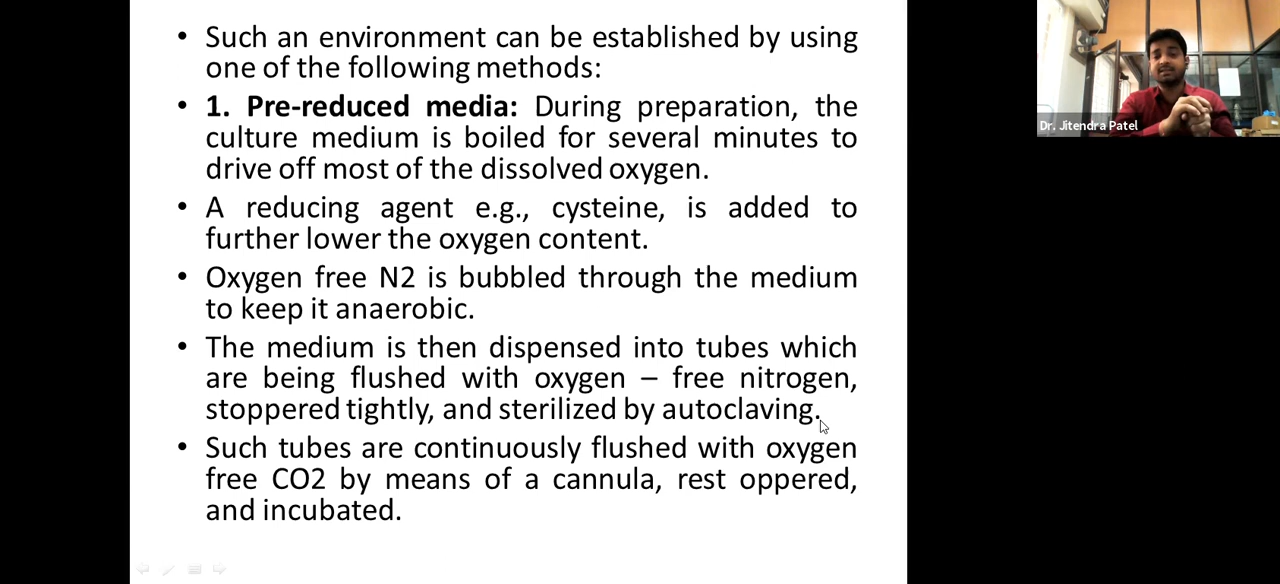 • Such an environment can be established by using
one of the following methods:
• 1. Pre-reduced media: During preparation, the
culture medium is boiled for several minutes to
drive off most of the dissolved oxygen.
• A reducing agent e.g., cysteine, is added to
further lower the oxygen content.
• Oxygen free N2 is bubbled through the medium
to keep it anaerobic.
• The medium is then dispensed into tubes which
are being flushed with oxygen – free nitrogen,
stoppered tightly, and sterilized by autoclaving.
• Such tubes are continuously flushed with oxygen
free CO2 by means of a cannula, rest oppered,
and incubated.
Dr. Jitendra Patel